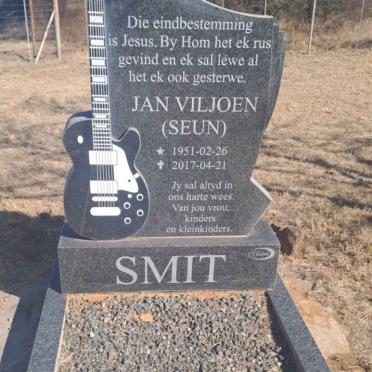 Die eindbestemming
is Jesus. By Hom het ek rus
gevind en ek sal lewe al
het ek ook gesterwe.
JAN VILJOEN
(SEUN)
★ 1951-02-26
✝ 2017-04-21
Jy sal altyd in
ons harte wees.
Van jou vrou,
kinders
en kleinkinders.
SMIT